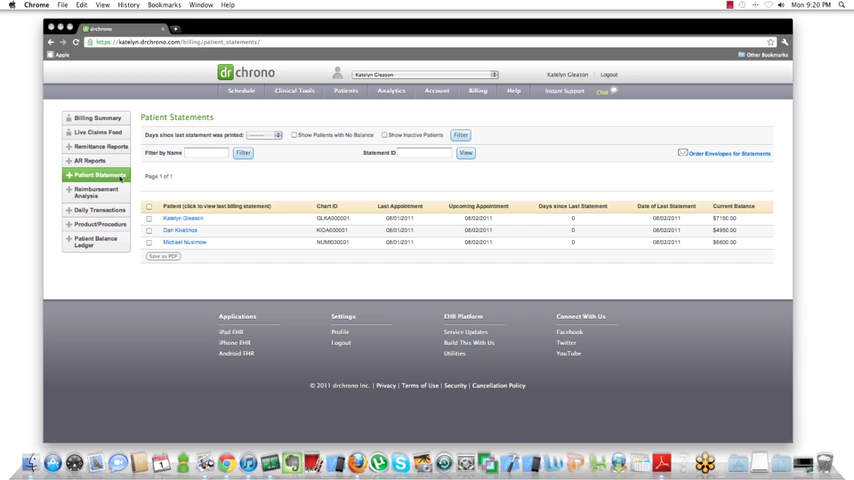 Chrome File Edit View History Bookmarks Window Help Mon 9:20 PM
drchrono
https://katelyn.drchrono.com/billing/patient_statements/
Apple Other Bookmarks
dr chrono Katelyn Gleason Katelyn Gleason Logout
Schedule Clinical Tools Patients Analytics Account Billing Help Instant Support Chat
Billing Summary
Live Claims Feed
Remittance Reports
AR Reports
Patient Statements
Reimbursement
Analysis
Daily Transactions
Product/Procedure
Patient Balance
Ledger
Patient Statements
Days since last statement was printed: -------- Show Patients with No Balance Show Inactive Patients Filter
Filter by Name Filter Statement ID View Order Envelopes for Statements
Page 1 of 1
Patient (click to view last billing statement) Chart ID Last Appointment Upcoming Appointment Days since Last Statement Date of Last Statement Current Balance
Katelyn Gleason GLKA000001 08/01/2011 08/02/2011 0 08/02/2011 $7150.00
Dan Kivatinos KIDA000001 08/01/2011 08/02/2011 0 08/02/2011 $4950.00
Michael Nusimow NUMI000001 08/01/2011 08/02/2011 0 08/02/2011 $6600.00
Save as PDF
Applications Settings EHR Platform Connect With Us
iPad EHR Profile Service Updates Facebook
iPhone EHR Logout Build This With Us Twitter
Android EHR Utilities YouTube
© 2011 drchrono Inc. | Privacy | Terms of Use | Security | Cancellation Policy